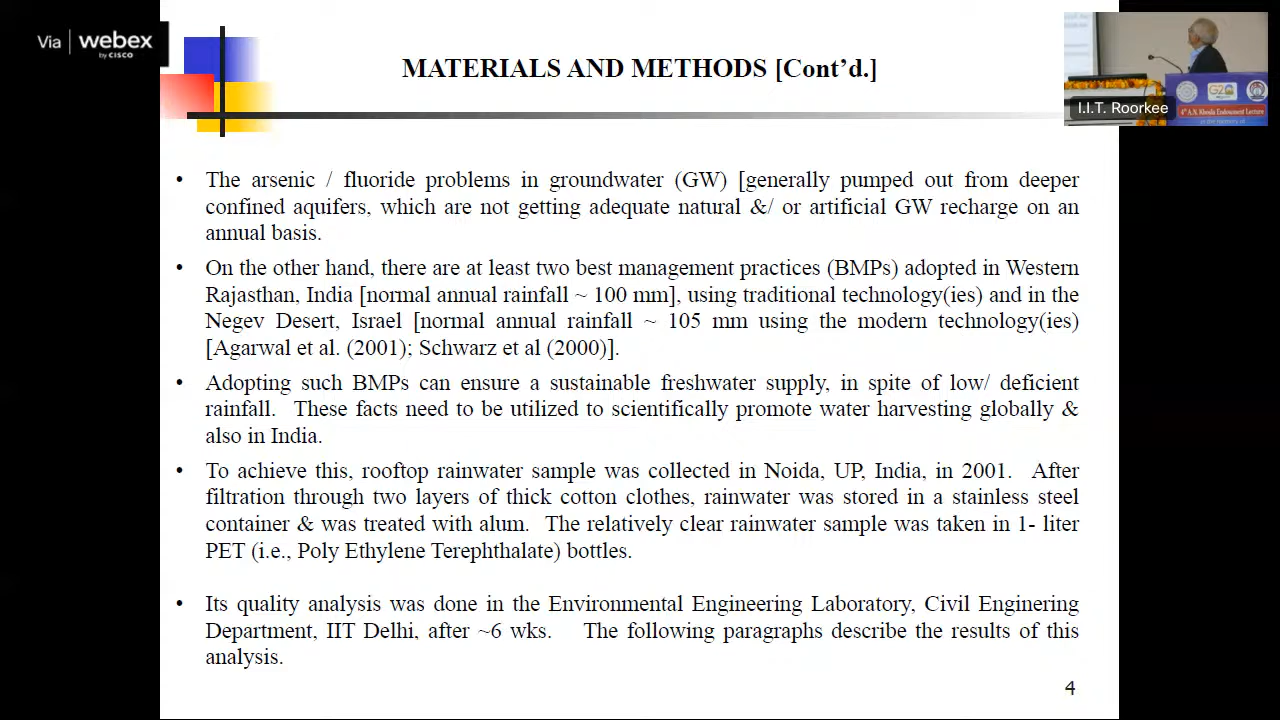 Via webex
by CISCO
MATERIALS AND METHODS [Cont’d.]
I.I.T. Roorkee
G20
4th A.N. Khosla Endowment Lecture
• The arsenic / fluoride problems in groundwater (GW) [generally pumped out from deeper
confined aquifers, which are not getting adequate natural &/ or artificial GW recharge on an
annual basis.
• On the other hand, there are at least two best management practices (BMPs) adopted in Western
Rajasthan, India [normal annual rainfall ~ 100 mm], using traditional technology(ies) and in the
Negev Desert, Israel [normal annual rainfall ~ 105 mm using the modern technology(ies)
[Agarwal et al. (2001); Schwarz et al (2000)].
• Adopting such BMPs can ensure a sustainable freshwater supply, in spite of low/ deficient
rainfall. These facts need to be utilized to scientifically promote water harvesting globally &
also in India.
• To achieve this, rooftop rainwater sample was collected in Noida, UP, India, in 2001. After
filtration through two layers of thick cotton clothes, rainwater was stored in a stainless steel
container & was treated with alum. The relatively clear rainwater sample was taken in 1- liter
PET (i.e., Poly Ethylene Terephthalate) bottles.
• Its quality analysis was done in the Environmental Engineering Laboratory, Civil Enginering
Department, IIT Delhi, after ~6 wks. The following paragraphs describe the results of this
analysis.
4